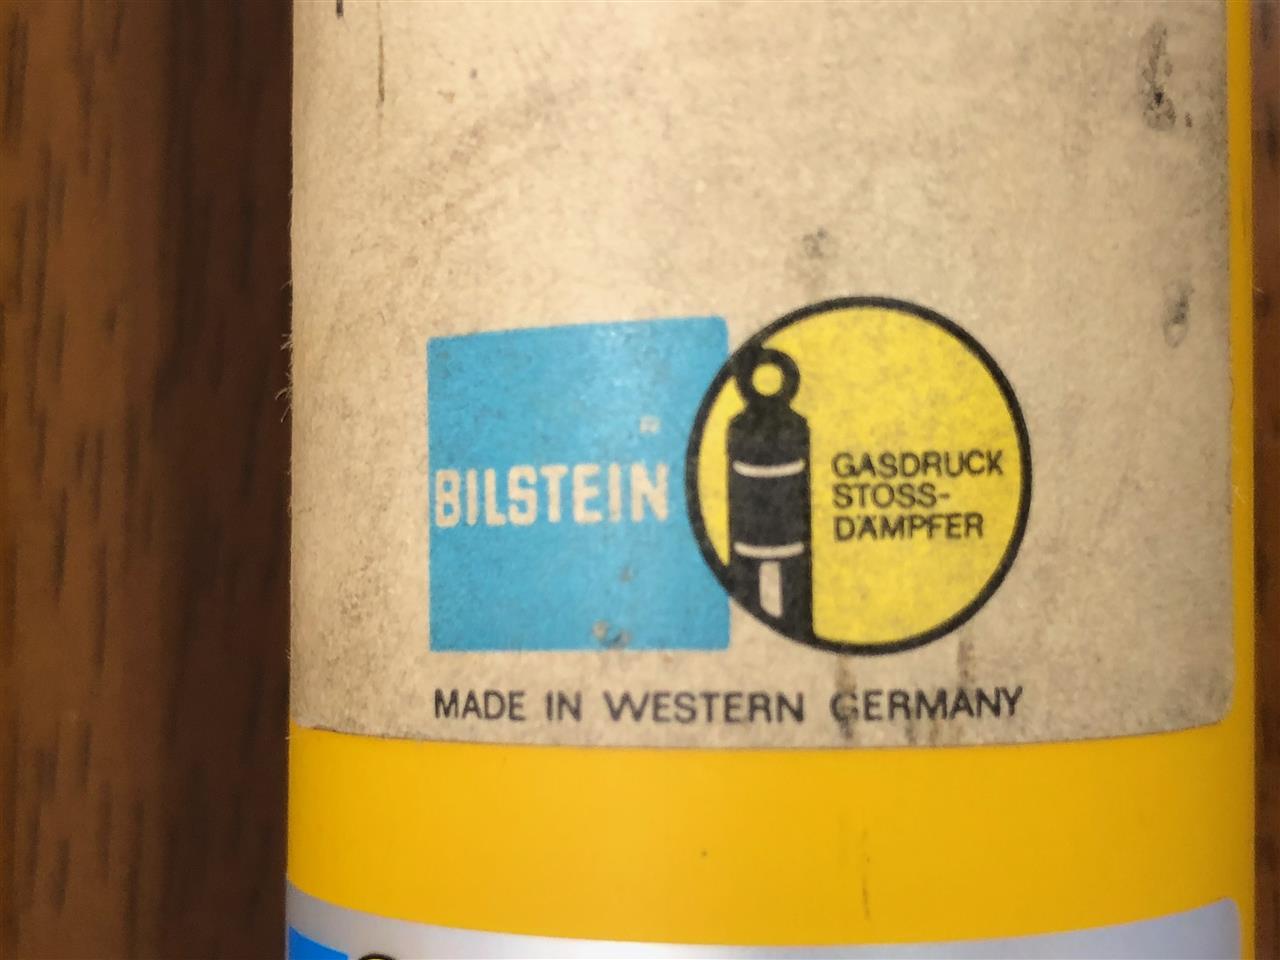 BILSTEIN
GASDRUCK
STOSS-
DÄMPFER
MADE IN WESTERN GERMANY